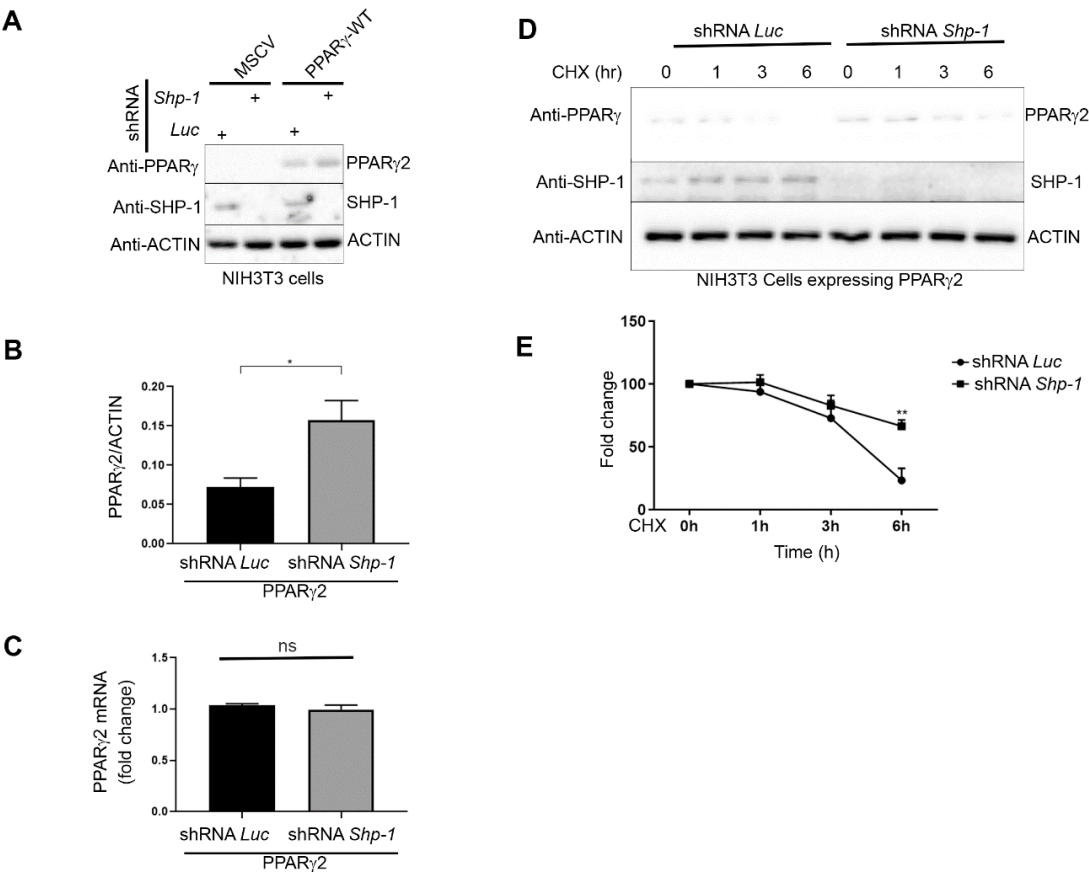 A
MSCV
PPARγ-WT
shRNA
Shp-1 +  +
Luc +  +
Anti-PPARγ PPARγ2
Anti-SHP-1 SHP-1
Anti-ACTIN ACTIN
NIH3T3 cells
B
*
PPARγ2/ACTIN
0.20
0.15
0.10
0.05
0.00
shRNA Luc shRNA Shp-1
PPARγ2
C
ns
PPARγ2 mRNA
(fold change)
1.5
1.0
0.5
0.0
shRNA Luc shRNA Shp-1
PPARγ2
D
shRNA Luc shRNA Shp-1
CHX (hr) 0 1 3 6 0 1 3 6
Anti-PPARγ PPARγ2
Anti-SHP-1 SHP-1
Anti-ACTIN ACTIN
NIH3T3 Cells expressing PPARγ2
E
Fold change
150
100
50
0
shRNA Luc
shRNA Shp-1
**
CHX 0h 1h 3h 6h
Time (h)